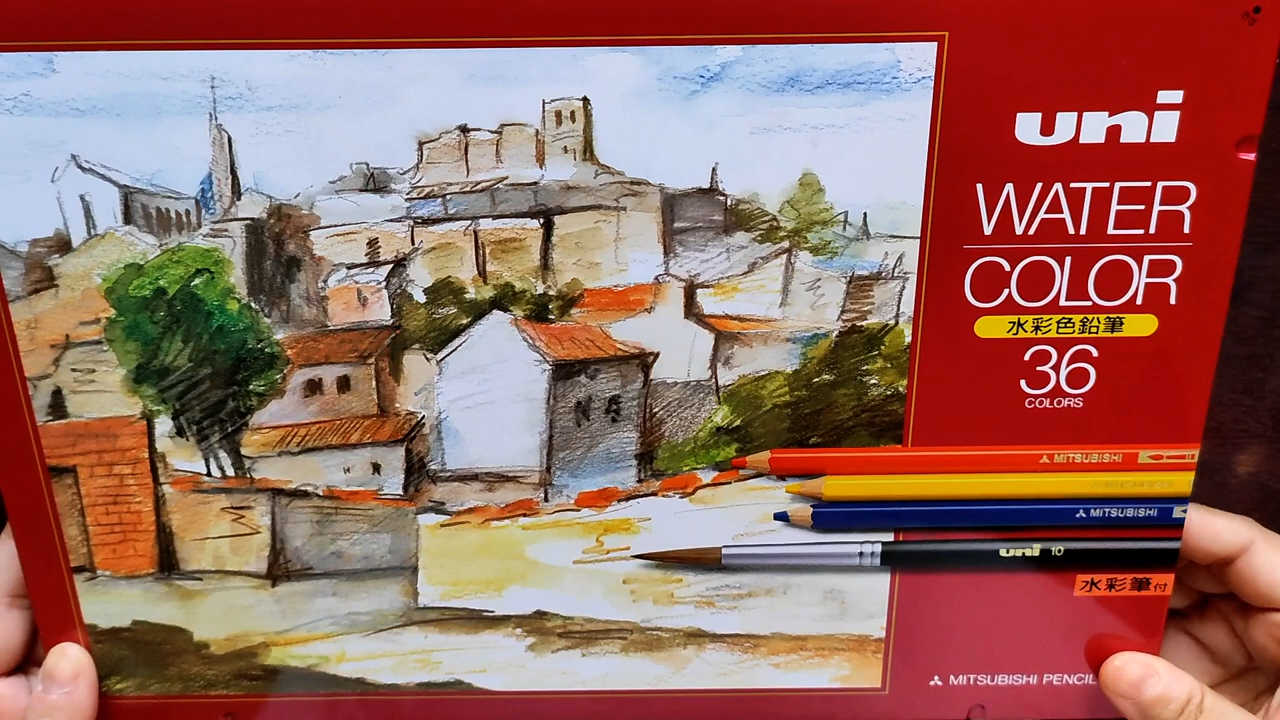 uni
WATER
COLOR
水彩色鉛筆
36
COLORS
MITSUBISHI
MITSUBISHI
uni 10
水彩筆付
MITSUBISHI PENCIL